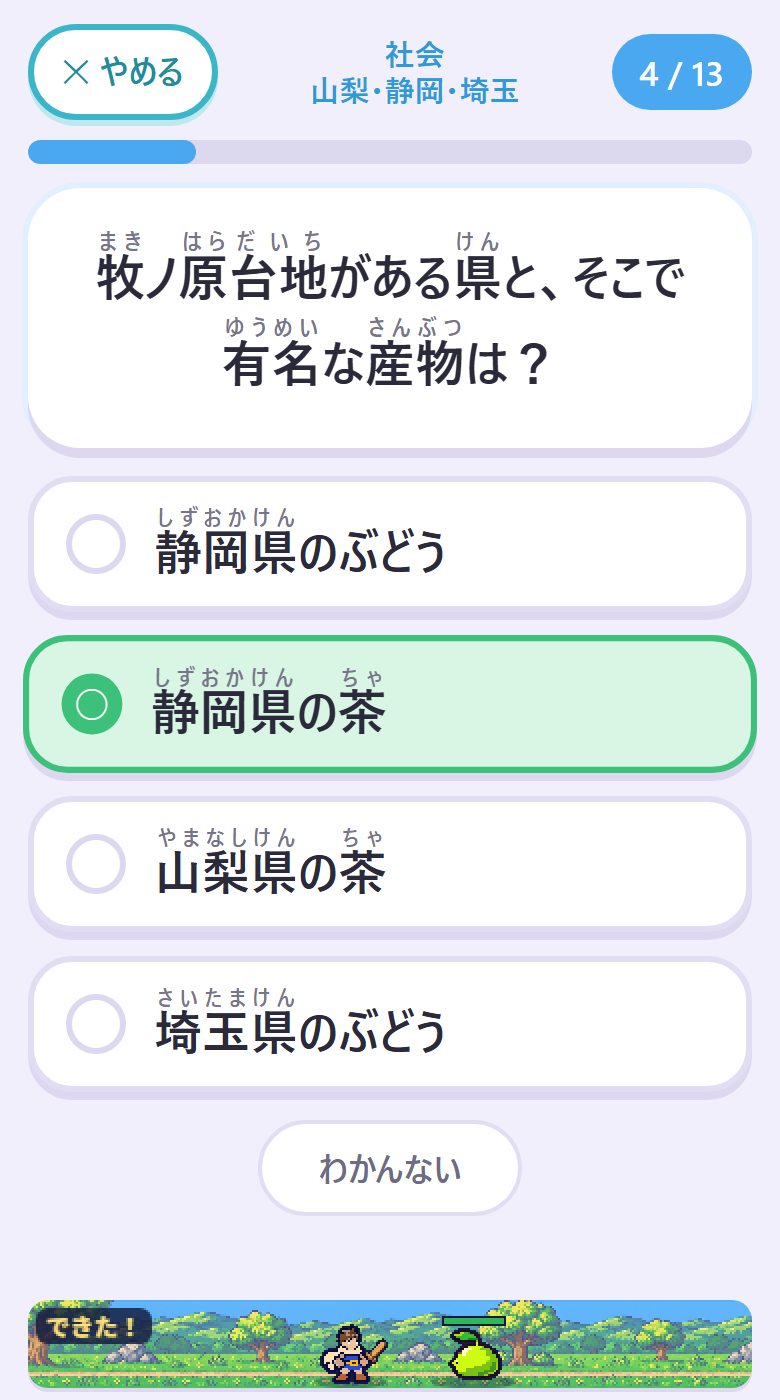 × やめる
社会
山梨・静岡・埼玉
4 / 13
まき はらだいち けん
牧ノ原台地がある県と、そこで
ゆうめい さんぶつ
有名な産物は？
しずおかけん
静岡県のぶどう
しずおかけん ちゃ
静岡県の茶
やまなしけん ちゃ
山梨県の茶
さいたまけん
埼玉県のぶどう
わかんない
できた！